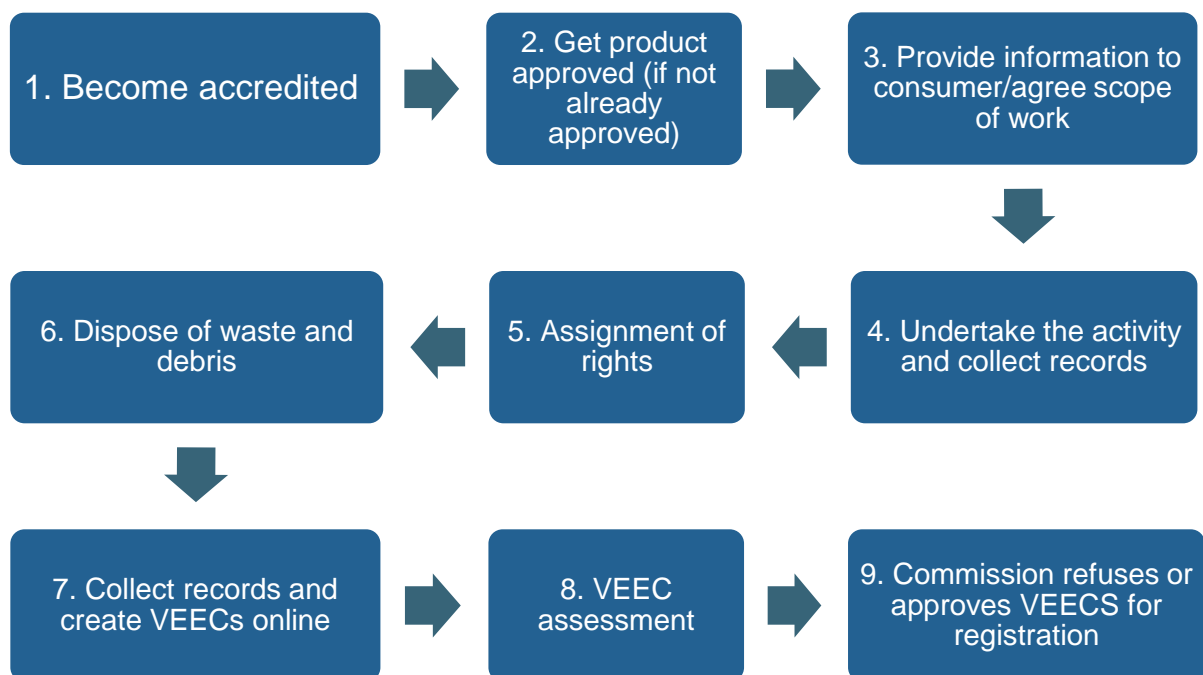 1. Become accredited
2. Get product
approved (if not
already
approved)
3. Provide information to
consumer/agree scope
of work
4. Undertake the activity
and collect records
5. Assignment of
rights
6. Dispose of waste and
debris
7. Collect records and
create VEECs online
8. VEEC
assessment
9. Commission refuses or
approves VEECS for
registration